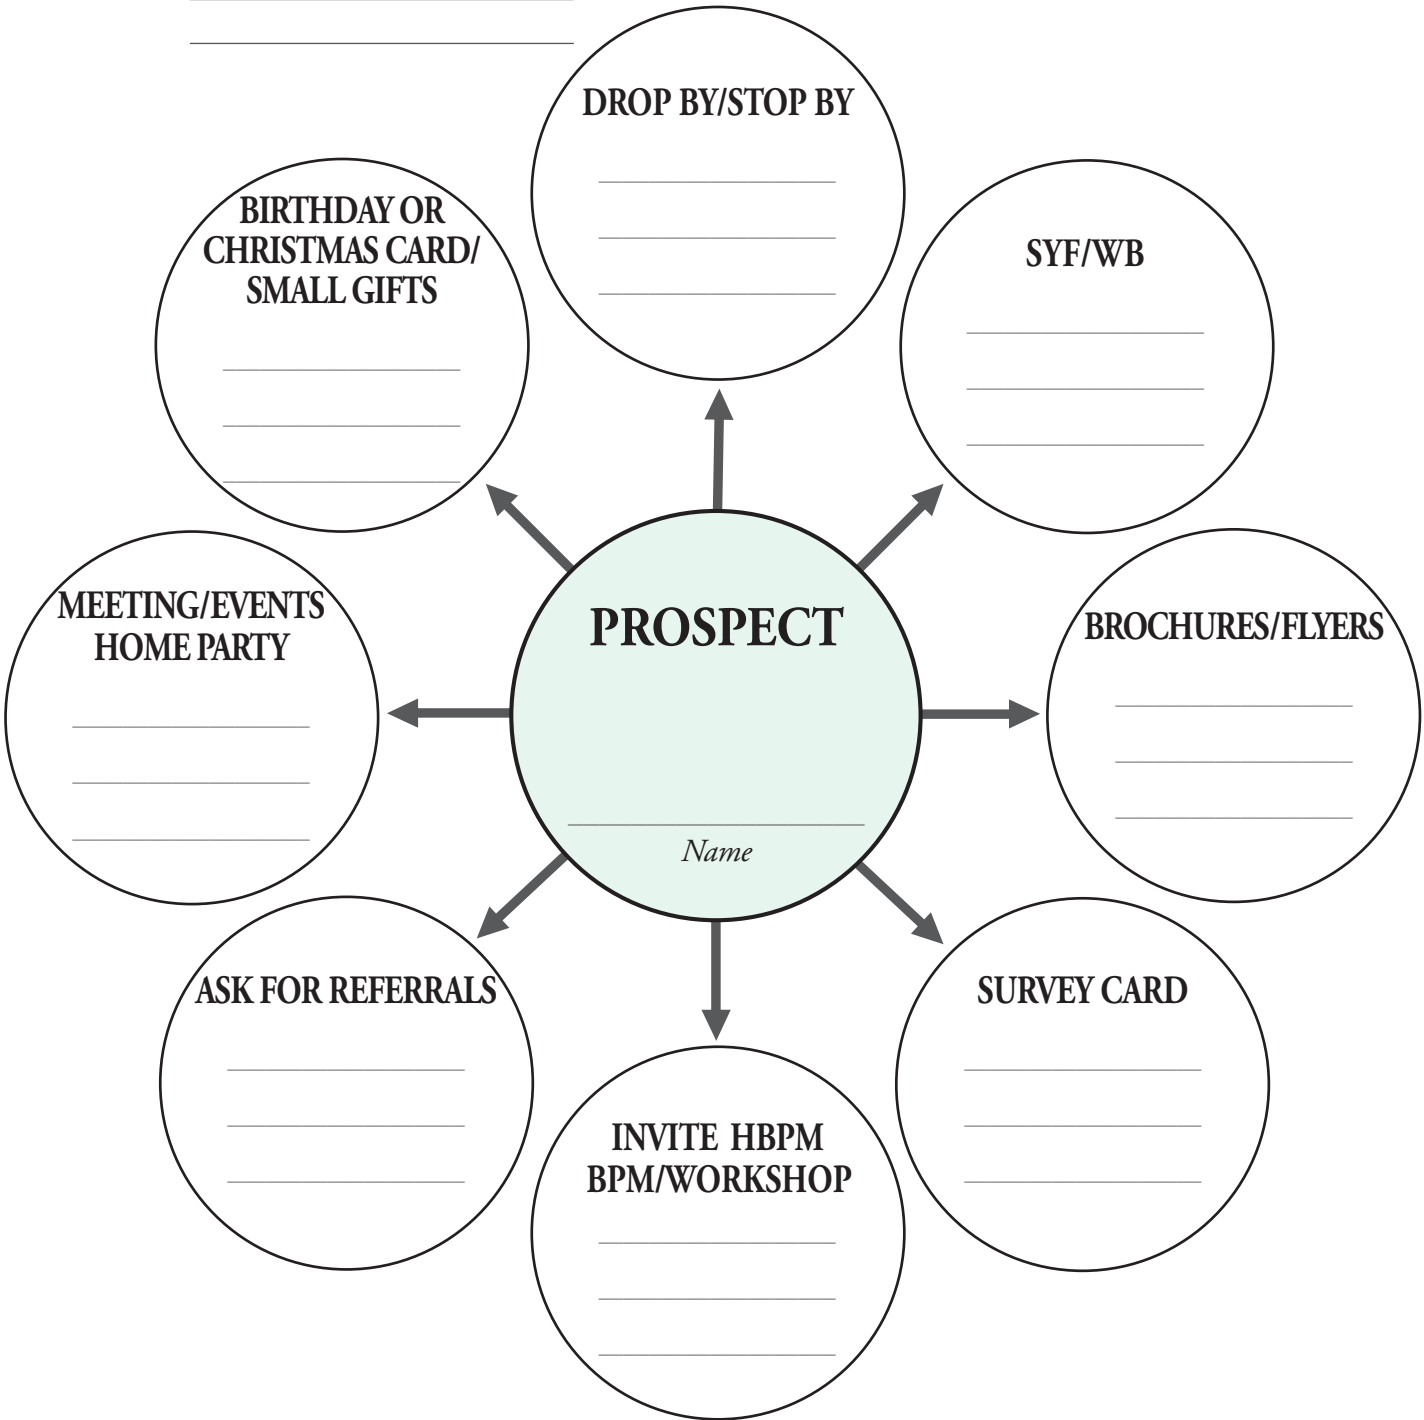 DROP BY/STOP BY
BIRTHDAY OR
CHRISTMAS CARD/
SMALL GIFTS
SYF/WB
MEETING/EVENTS
HOME PARTY
PROSPECT
Name
BROCHURES/FLYERS
ASK FOR REFERRALS
SURVEY CARD
INVITE HBPM
BPM/WORKSHOP